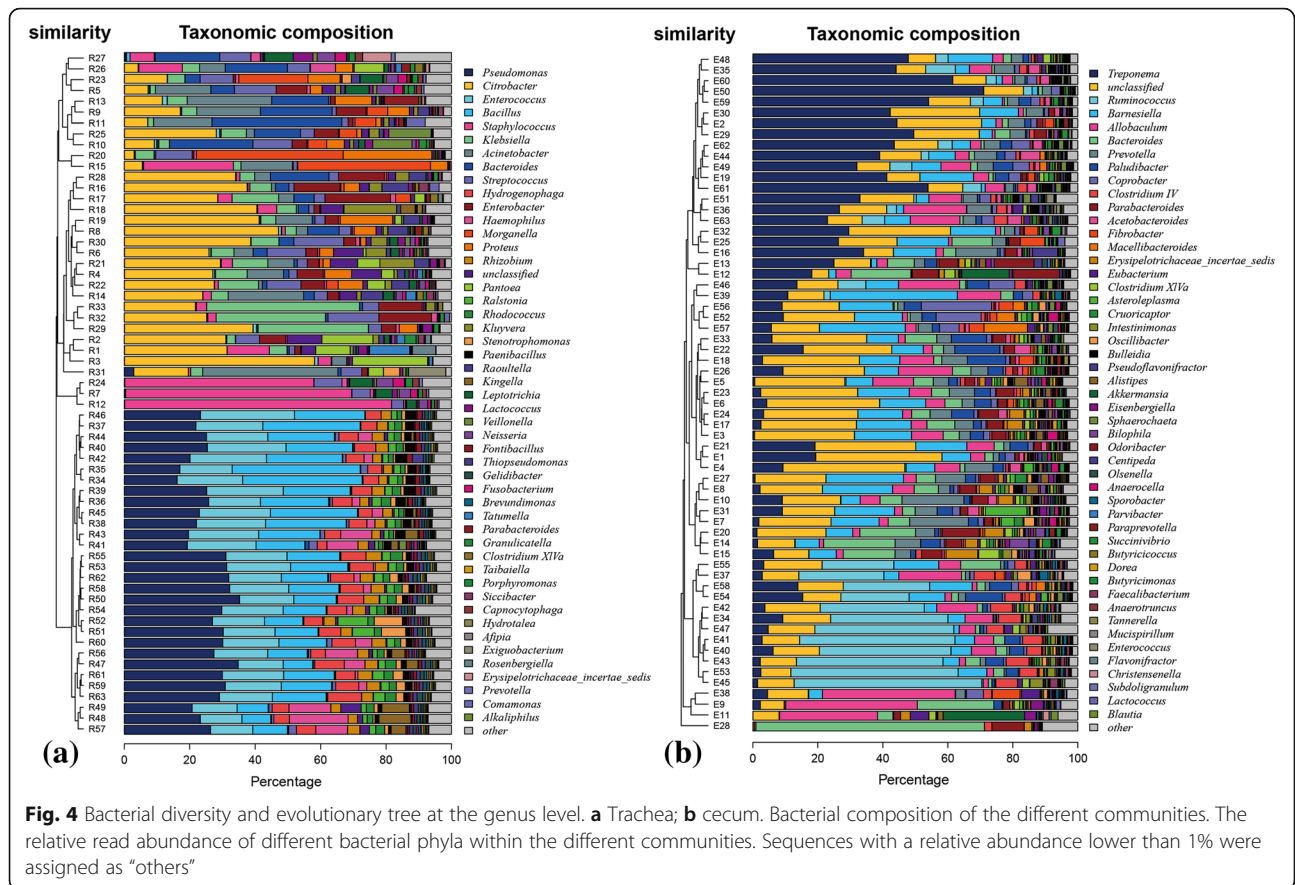 similarity
Taxonomic composition
R27
R26
R23
R5
R13
R9
R11
R25
R10
R20
R15
R28
R16
R17
R18
R19
R8
R30
R6
R21
R4
R22
R14
R33
R32
R29
R2
R1
R3
R31
R24
R7
R12
R46
R37
R44
R40
R42
R35
R34
R39
R36
R45
R38
R43
R41
R55
R53
R62
R58
R50
R54
R52
R51
R60
R56
R47
R61
R59
R63
R49
R48
R57
Pseudomonas
Citrobacter
Enterococcus
Bacillus
Staphylococcus
Klebsiella
Acinetobacter
Bacteroides
Streptococcus
Hydrogenophaga
Enterobacter
Haemophilus
Morganella
Proteus
Rhizobium
unclassified
Pantoea
Ralstonia
Rhodococcus
Kluyvera
Stenotrophomonas
Paenibacillus
Raoultella
Kingella
Leptotrichia
Lactococcus
Veillonella
Neisseria
Fontibacillus
Thiopseudomonas
Gelidibacter
Fusobacterium
Brevundimonas
Tatumella
Parabacteroides
Granulicatella
Clostridium XlVa
Taibaiella
Porphyromonas
Siccibacter
Capnocytophaga
Hydrotalea
Afipia
Exiguobacterium
Rosenbergiella
Erysipelotrichaceae_incertae_sedis
Prevotella
Comamonas
Alkaliphilus
other
(a)
0 20 40 60 80 100
Percentage
similarity
Taxonomic composition
E48
E35
E60
E50
E59
E30
E2
E29
E62
E44
E49
E19
E61
E51
E36
E63
E32
E25
E16
E13
E12
E46
E39
E56
E52
E57
E33
E22
E18
E26
E5
E23
E6
E24
E17
E3
E21
E1
E4
E27
E8
E10
E31
E7
E20
E14
E15
E55
E37
E58
E54
E42
E34
E47
E41
E40
E43
E53
E45
E38
E9
E11
E28
Treponema
unclassified
Ruminococcus
Barnesiella
Allobaculum
Bacteroides
Prevotella
Paludibacter
Coprobacter
Clostridium IV
Parabacteroides
Acetobacteroides
Fibrobacter
Macellibacteroides
Erysipelotrichaceae_incertae_sedis
Eubacterium
Clostridium XlVa
Asteroleplasma
Cruoricaptor
Intestinimonas
Oscillibacter
Bulleidia
Pseudoflavonifractor
Alistipes
Akkermansia
Eisenbergiella
Sphaerochaeta
Bilophila
Odoribacter
Centipeda
Olsenella
Anaerocella
Sporobacter
Parvibacter
Paraprevotella
Succinivibrio
Butyricicoccus
Dorea
Butyricimonas
Faecalibacterium
Anaerotruncus
Tannerella
Mucispirillum
Enterococcus
Flavonifractor
Christensenella
Subdoligranulum
Lactococcus
Blautia
other
(b)
0 20 40 60 80 100
Percentage
Fig. 4 Bacterial diversity and evolutionary tree at the genus level. a Trachea; b cecum. Bacterial composition of the different communities. The
relative read abundance of different bacterial phyla within the different communities. Sequences with a relative abundance lower than 1% were
assigned as “others”